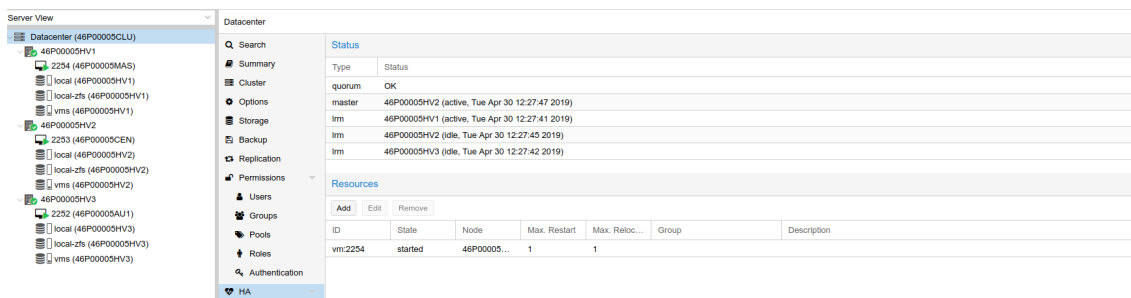 Server View
Datacenter (46P00005CLU)
46P00005HV1
2254 (46P00005MAS)
local (46P00005HV1)
local-zfs (46P00005HV1)
vms (46P00005HV1)
46P00005HV2
2253 (46P00005CEN)
local (46P00005HV2)
local-zfs (46P00005HV2)
vms (46P00005HV2)
46P00005HV3
2252 (46P00005AU1)
local (46P00005HV3)
local-zfs (46P00005HV3)
vms (46P00005HV3)
Datacenter
Search
Summary
Cluster
Options
Storage
Backup
Replication
Permissions
Users
Groups
Pools
Roles
Authentication
HA
Status
Type Status
quorum OK
master 46P00005HV2 (active, Tue Apr 30 12:27:47 2019)
lrm 46P00005HV1 (active, Tue Apr 30 12:27:41 2019)
lrm 46P00005HV2 (idle, Tue Apr 30 12:27:45 2019)
lrm 46P00005HV3 (idle, Tue Apr 30 12:27:42 2019)
Resources
Add Edit Remove
ID State Node Max. Restart Max. Reloc... Group Description
vm:2254 started 46P00005... 1 1